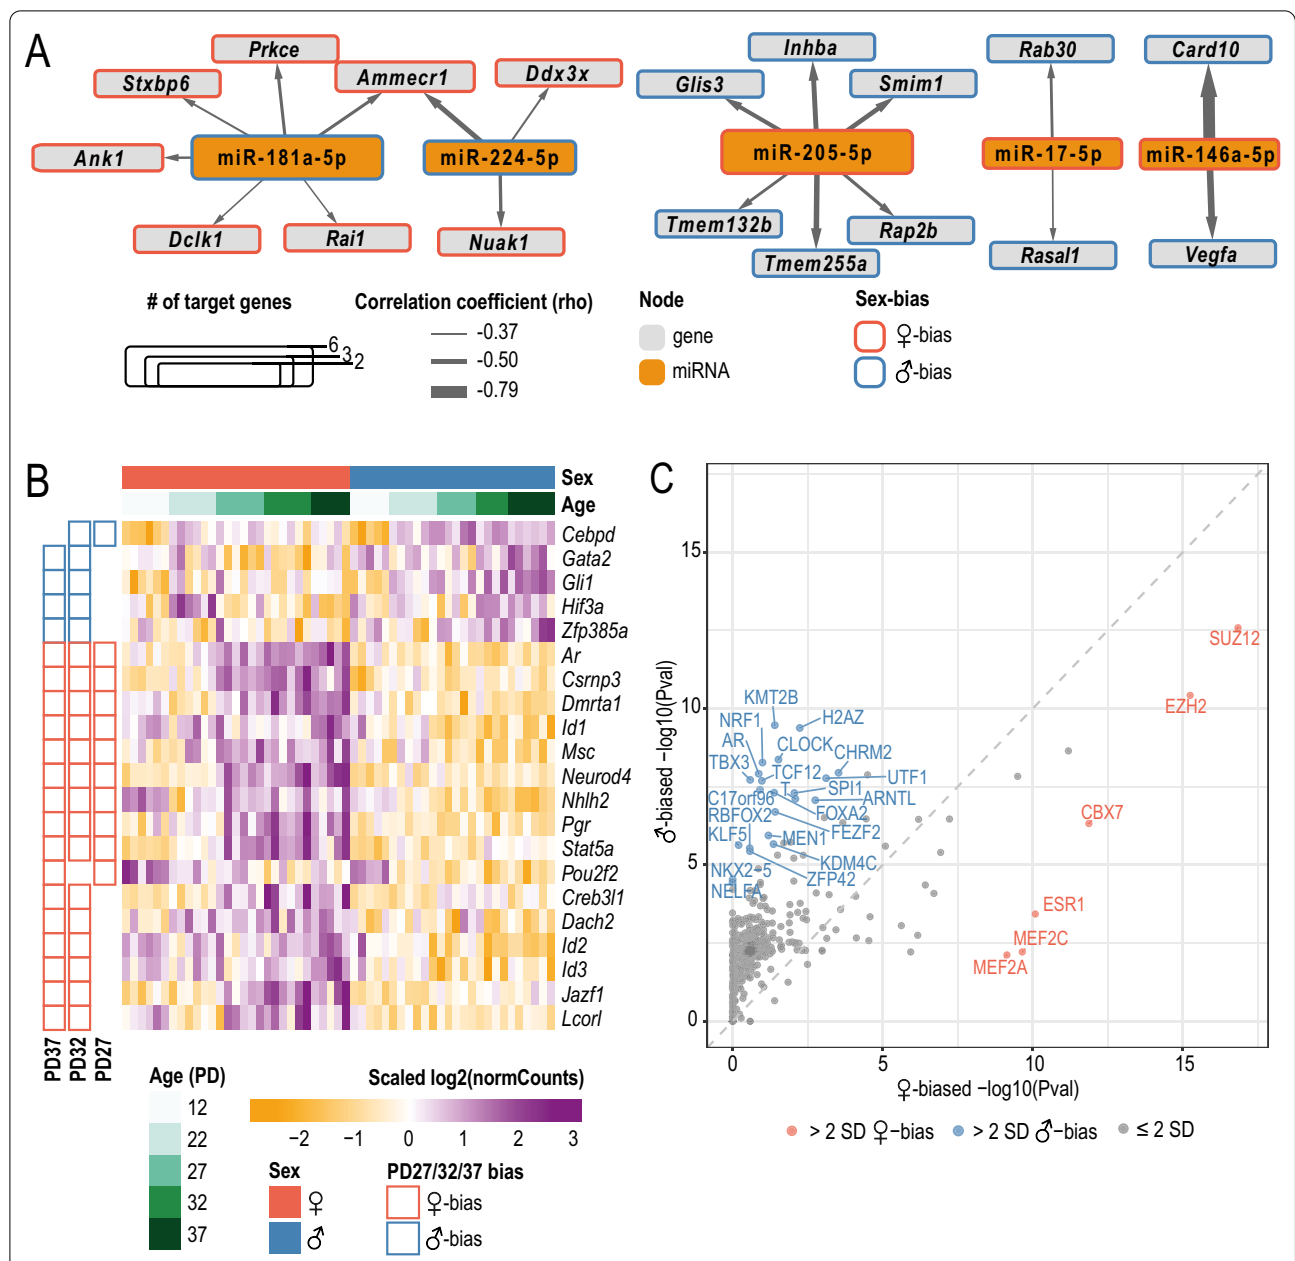 A
Prkce
Stxbp6
Ammecr1
Ddx3x
Ank1
miR-181a-5p
miR-224-5p
Dclk1
Rai1
Nuak1
Inhba
Glis3
Smim1
miR-205-5p
Tmem132b
Rap2b
Tmem255a
Rab30
miR-17-5p
Rasal1
Card10
miR-146a-5p
Vegfa
# of target genes
6
3
2
Correlation coefficient (rho)
-0.37
-0.50
-0.79
Node
gene
miRNA
Sex-bias
♀-bias
♂-bias
B
Sex
Age
Cebpd
Gata2
Gli1
Hif3a
Zfp385a
Ar
Csrnp3
Dmrta1
Id1
Msc
Neurod4
Nhlh2
Pgr
Stat5a
Pou2f2
Creb3l1
Dach2
Id2
Id3
Jazf1
Lcorl
PD37
PD32
PD27
Age (PD)
12
22
27
32
37
Scaled log2(normCounts)
−2 −1 0 1 2 3
Sex
♀
♂
PD27/32/37 bias
♀-bias
♂-bias
C
♂-biased −log10(Pval)
15
10
5
0
SUZ12
EZH2
CBX7
ESR1
MEF2C
MEF2A
KMT2B
H2AZ
NRF1
AR
CLOCK
CHRM2
TBX3
TCF12
UTF1
T
SPI1
C17orf96
ARNTL
RBFOX2
FOXA2
KLF5
FEZF2
MEN1
KDM4C
NKX2−5
ZFP42
NELFA
0 5 10 15
♀-biased −log10(Pval)
> 2 SD ♀-bias
> 2 SD ♂-bias
≤ 2 SD